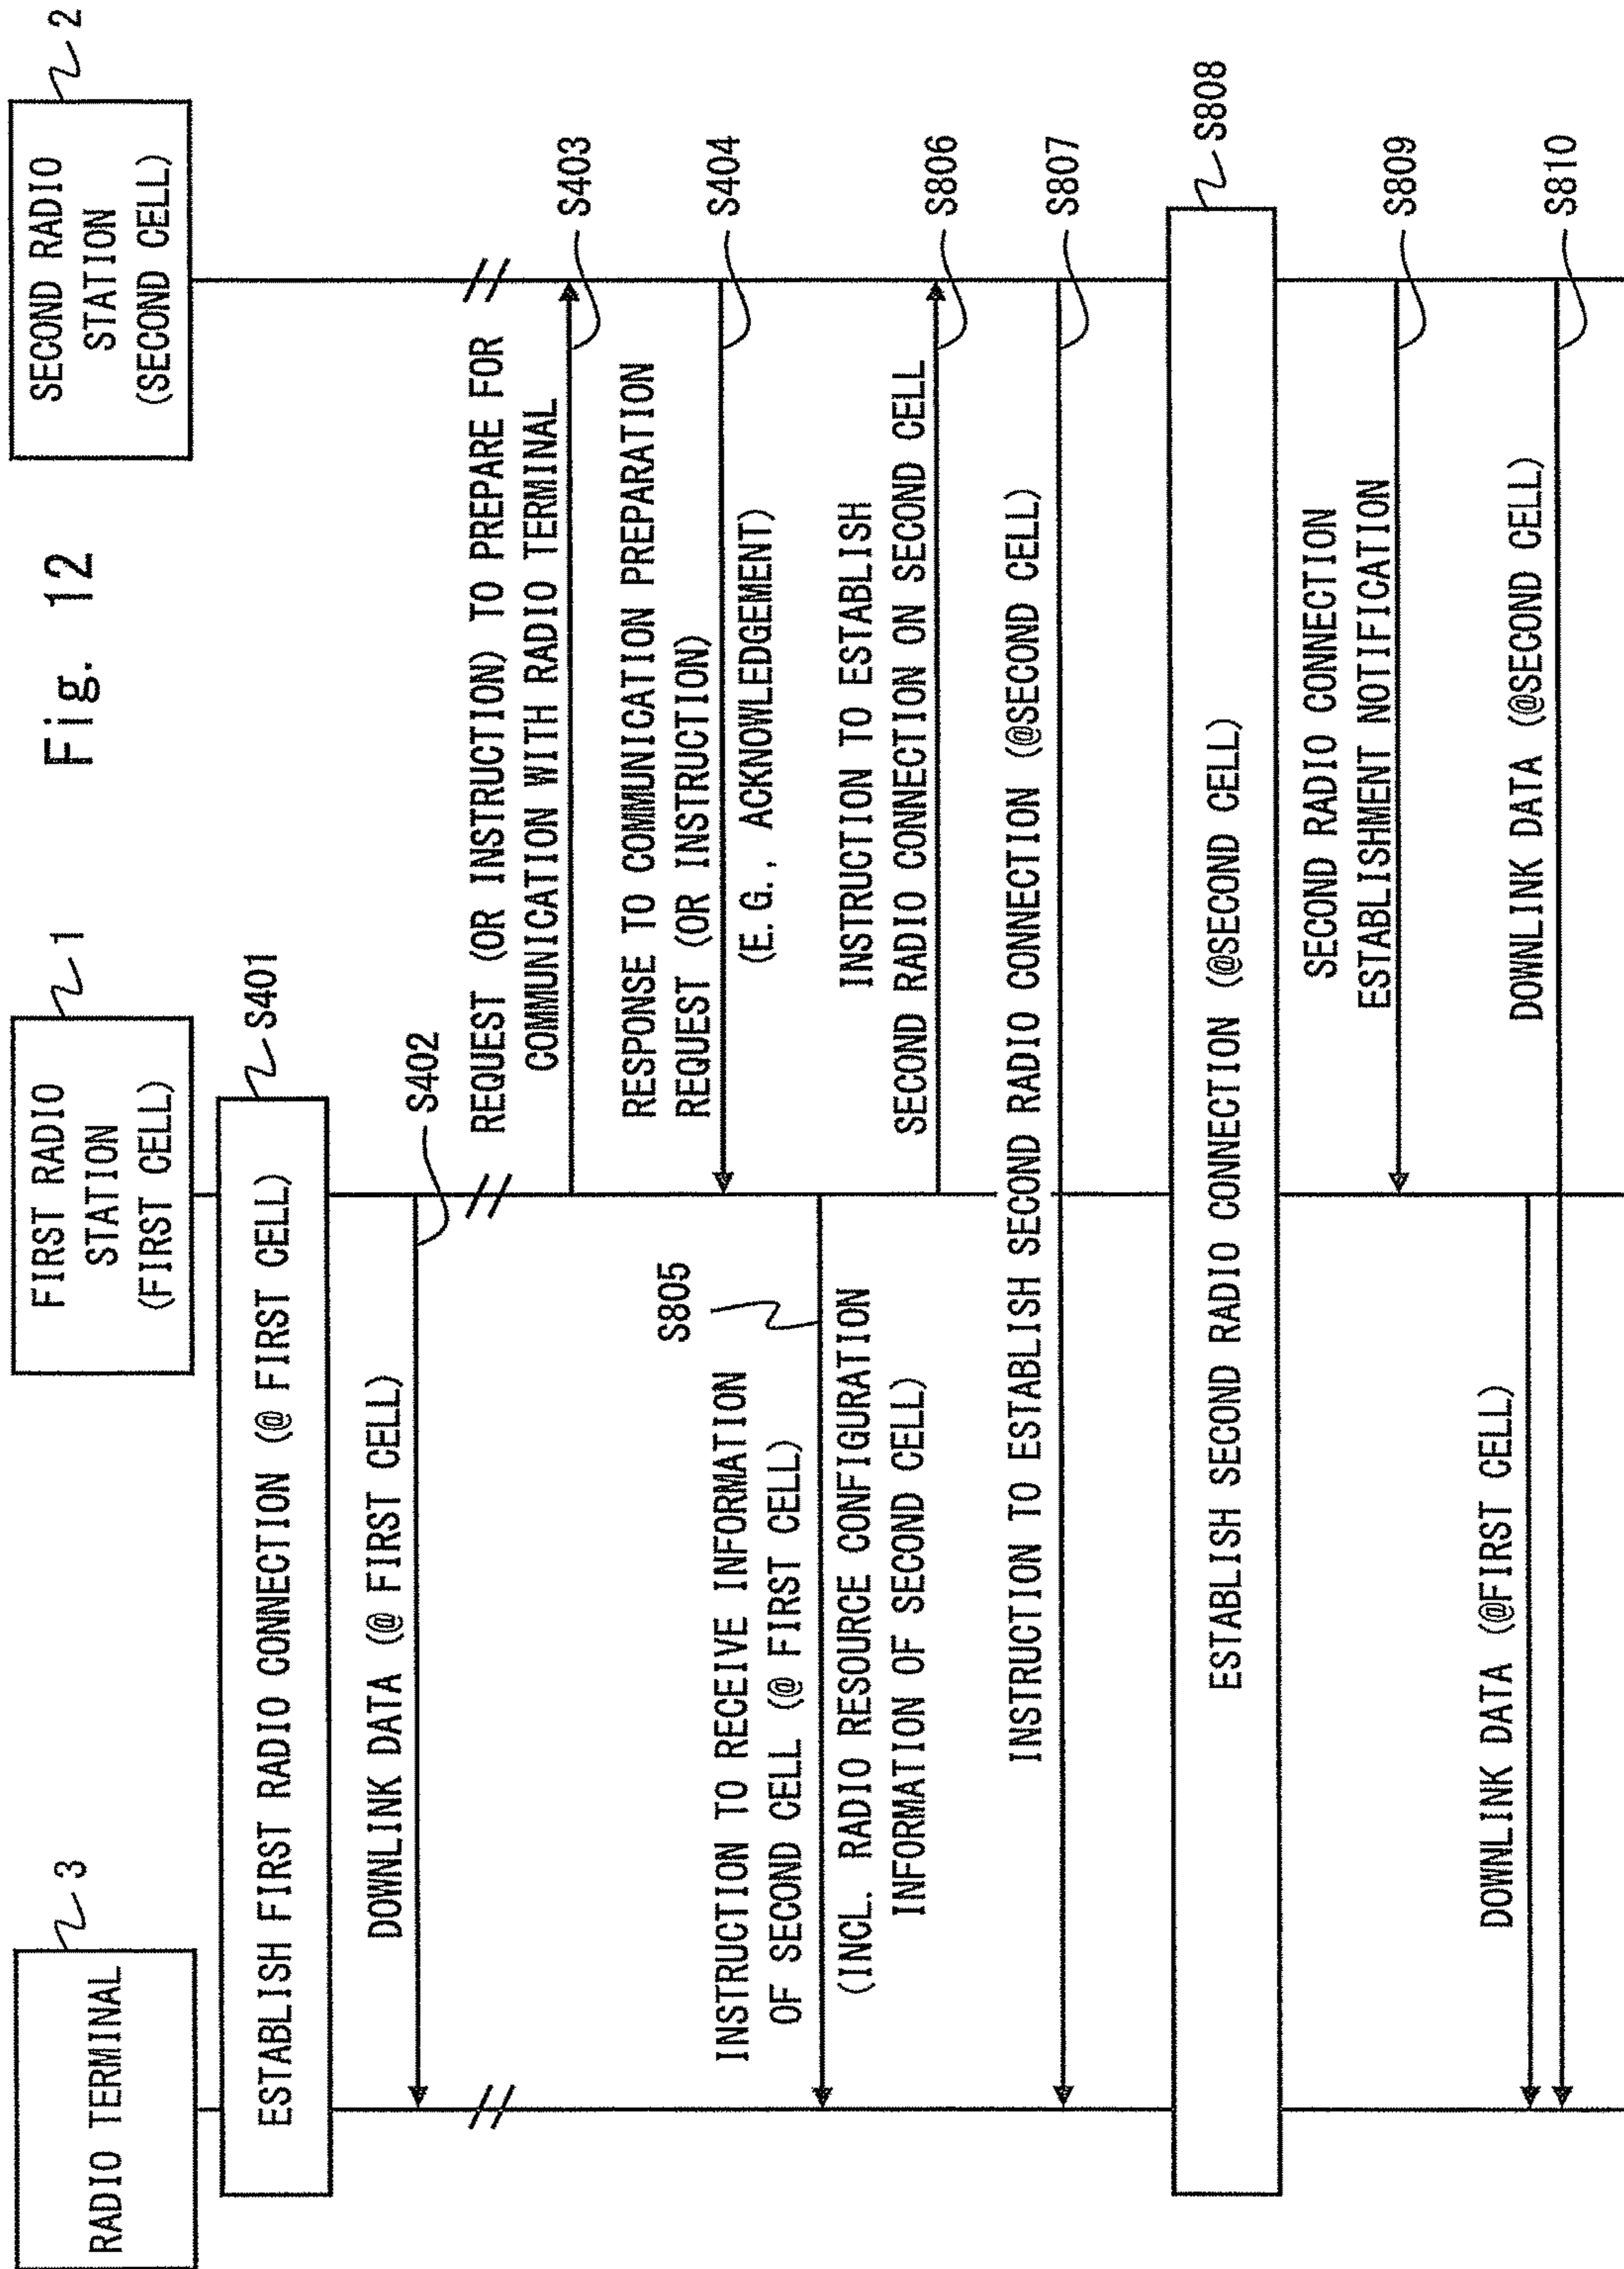 Fig. 12
RADIO TERMINAL
3
FIRST RADIO
STATION
(FIRST CELL)
1
SECOND RADIO
STATION
(SECOND CELL)
2
ESTABLISH FIRST RADIO CONNECTION (@ FIRST CELL)
S401
DOWNLINK DATA (@ FIRST CELL)
S402
REQUEST (OR INSTRUCTION) TO PREPARE FOR
COMMUNICATION WITH RADIO TERMINAL
S403
RESPONSE TO COMMUNICATION PREPARATION
REQUEST (OR INSTRUCTION)
(E. G., ACKNOWLEDGEMENT)
S404
S805
INSTRUCTION TO RECEIVE INFORMATION
OF SECOND CELL (@ FIRST CELL)
(INCL. RADIO RESOURCE CONFIGURATION
INFORMATION OF SECOND CELL)
INSTRUCTION TO ESTABLISH
SECOND RADIO CONNECTION ON SECOND CELL
S806
INSTRUCTION TO ESTABLISH SECOND RADIO CONNECTION (@SECOND CELL)
S807
ESTABLISH SECOND RADIO CONNECTION (@SECOND CELL)
S808
SECOND RADIO CONNECTION
ESTABLISHMENT NOTIFICATION
S809
DOWNLINK DATA (@FIRST CELL)
DOWNLINK DATA (@SECOND CELL)
S810